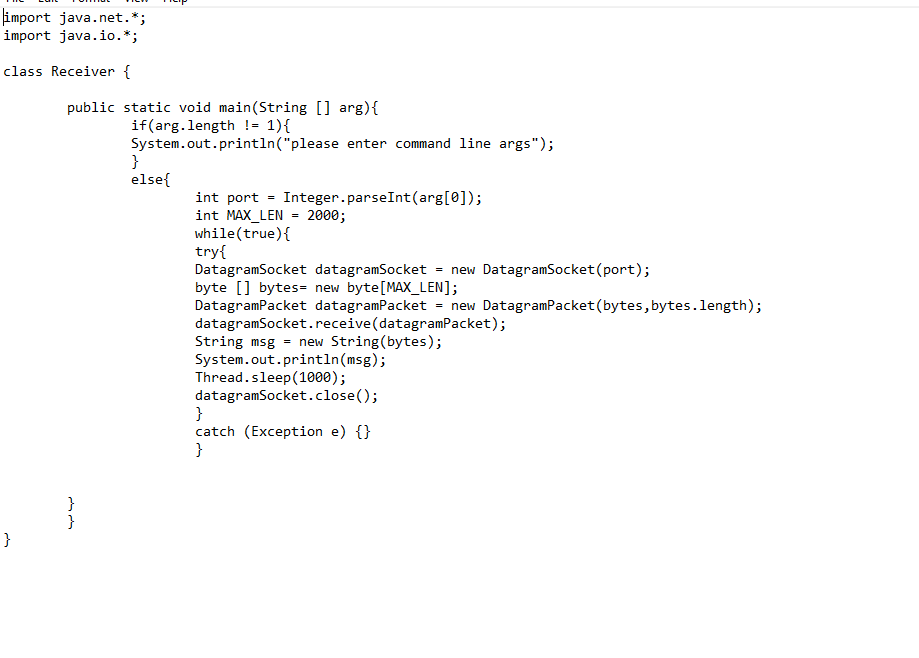 import java.net.*;
import java.io.*;
class Receiver {
public static void main(String [] arg){
if(arg.length != 1){
System.out.println("please enter command line args");
}
else{
int port = Integer.parseInt(arg[0]);
int MAX_LEN = 2000;
while(true){
try{
DatagramSocket datagramSocket = new DatagramSocket(port);
byte [] bytes= new byte[MAX_LEN];
DatagramPacket datagramPacket = new DatagramPacket(bytes,bytes.length);
datagramSocket.receive(datagramPacket);
String msg = new String(bytes);
System.out.println(msg);
Thread.sleep(1000);
datagramSocket.close();
}
catch (Exception e) {}
}
}
}
}